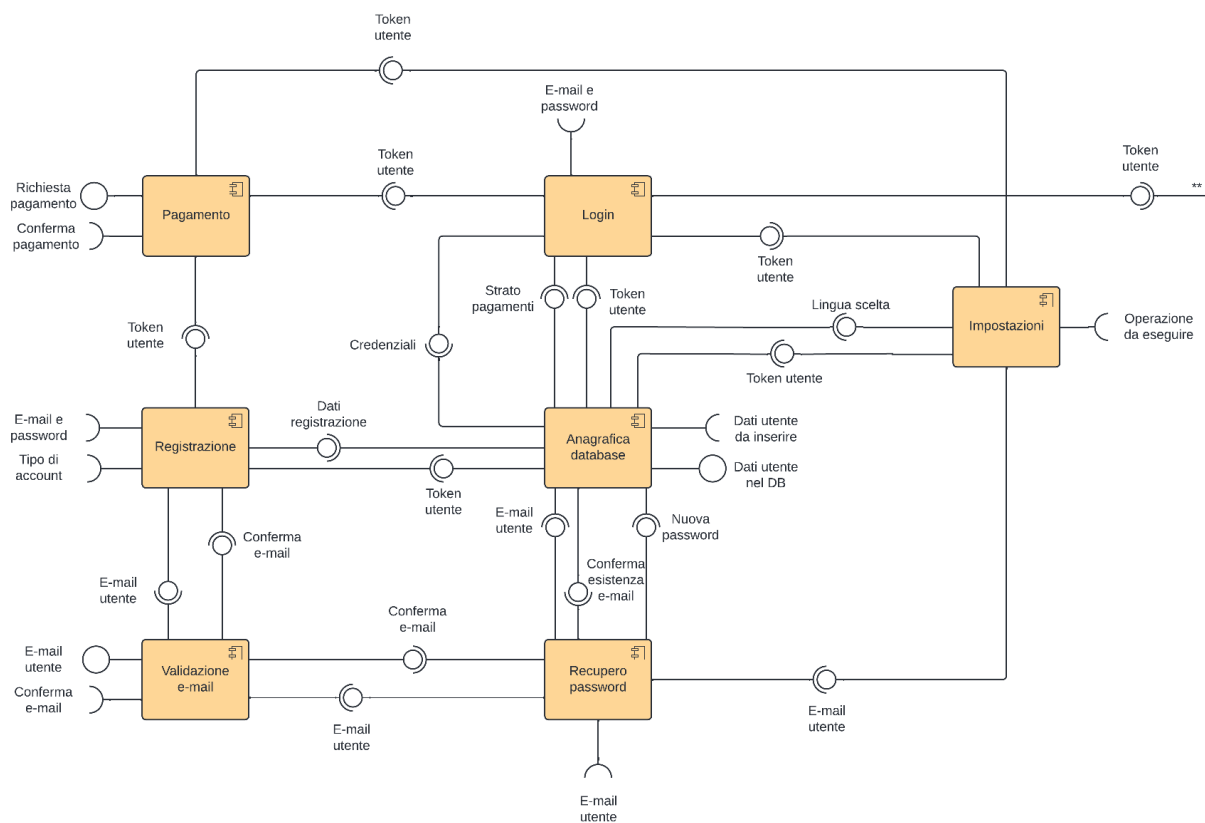 Token
utente
E-mail e
password
Token
utente
Token
utente
**
Richiesta
pagamento
Pagamento
Login
Conferma
pagamento
Token
utente
Strato
pagamenti
Token
utente
Lingua scelta
Impostazioni
Operazione
da eseguire
Token
utente
Credenziali
Token utente
Dati
registrazione
E-mail e
password
Registrazione
Anagrafica
database
Dati utente
da inserire
Tipo di
account
Dati utente
nel DB
Token
utente
E-mail
utente
Nuova
password
Conferma
e-mail
Conferma
esistenza
e-mail
E-mail
utente
Conferma
e-mail
E-mail
utente
Validazione
e-mail
Recupero
password
Conferma
e-mail
E-mail
utente
E-mail
utente
E-mail
utente